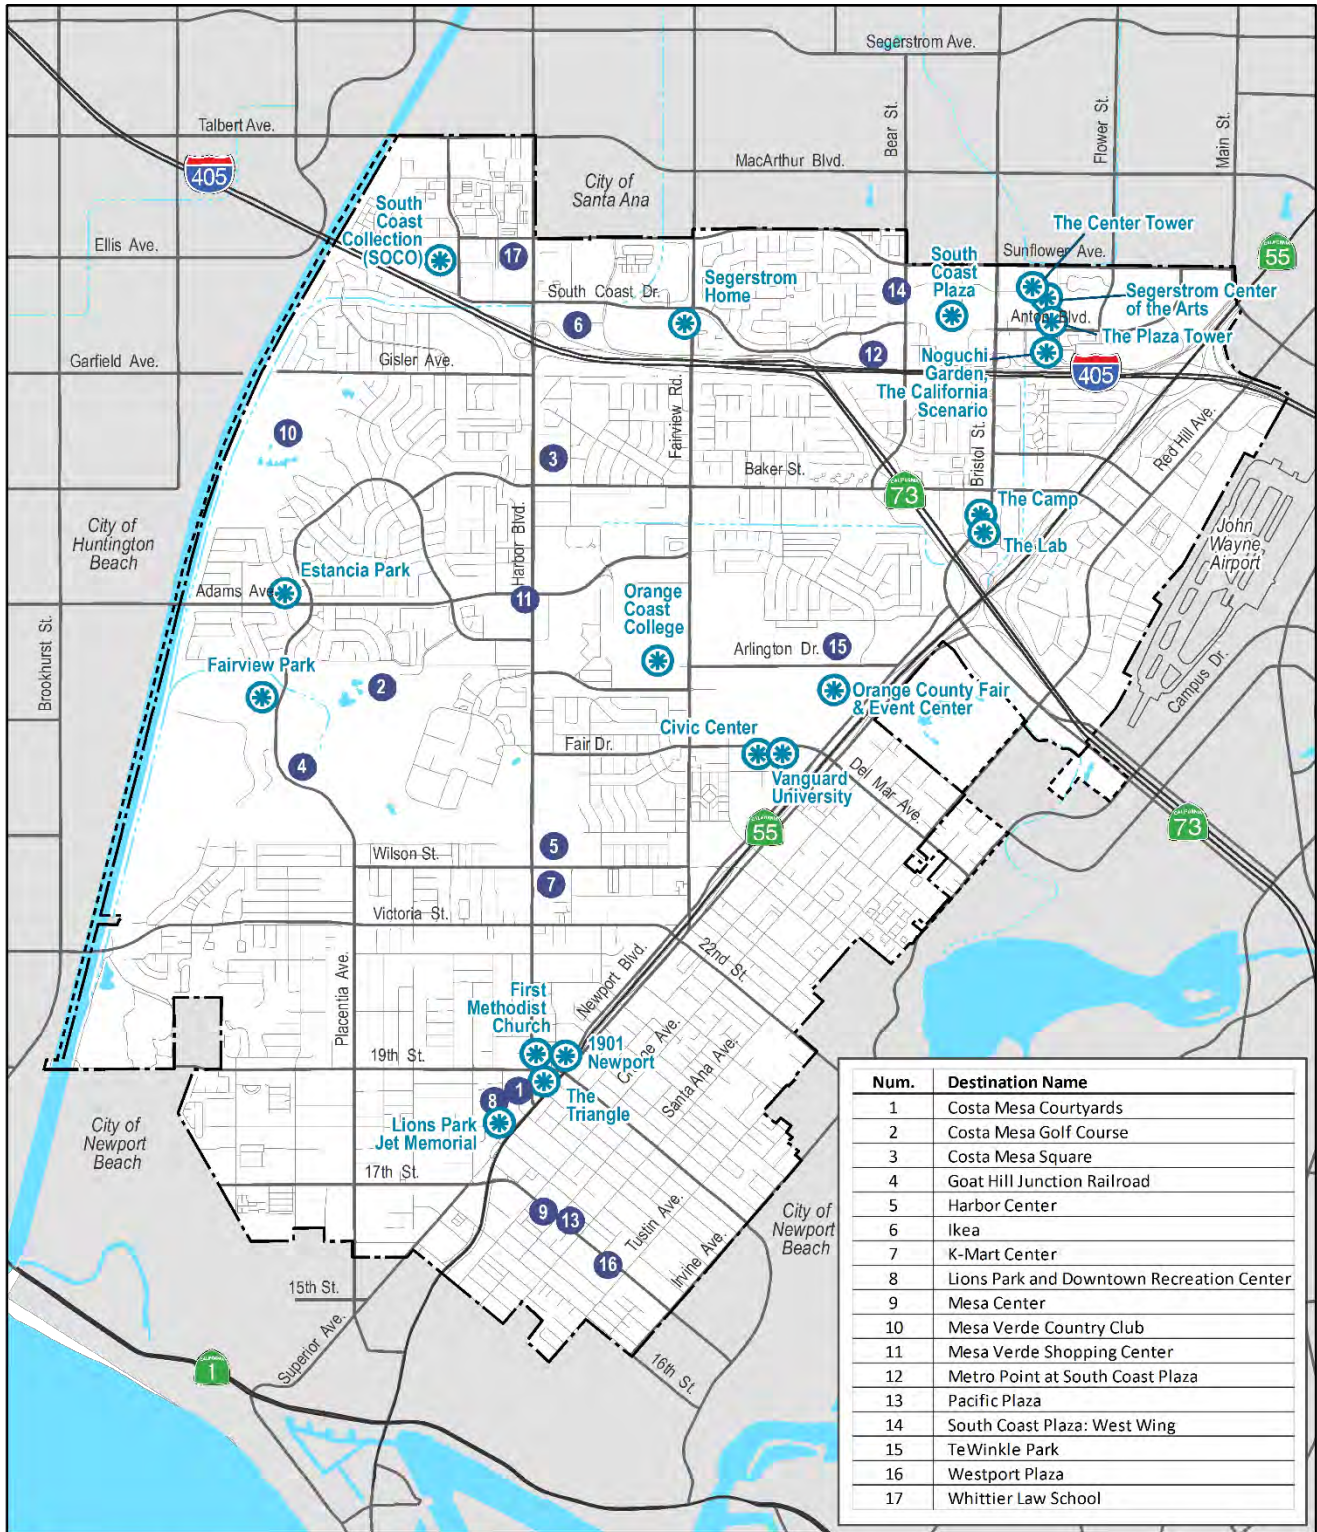 Segerstrom Ave.
Talbert Ave.
Bear St.
Flower St.
Main St.
MacArthur Blvd.
405
City of
Santa Ana
South
Coast
Collection
(SOCO)
Ellis Ave.
17
The Center Tower
Sunflower Ave.
CALIFORNIA
55
South
Coast
Plaza
Segerstrom
Home
South Coast Dr.
14
Segerstrom Center
of the Arts
6
Anton Blvd.
The Plaza Tower
Garfield Ave.
Gisler Ave.
12
Noguchi
Garden,
The California
Scenario
405
Fairview Rd.
Bristol St.
Red Hill Ave.
10
3
Baker St.
CALIFORNIA
73
The Camp
The Lab
City of
Huntington
Beach
Harbor Blvd.
John
Wayne
Airport
Estancia Park
Adams Ave.
11
Orange
Coast
College
Brookhurst St.
Arlington Dr.
15
Fairview Park
2
Orange County Fair
& Event Center
Campus Dr.
Civic Center
Fair Dr.
4
Vanguard
University
Del Mar Ave.
CALIFORNIA
55
CALIFORNIA
73
5
Wilson St.
7
Victoria St.
22nd St.
Newport Blvd.
Placentia Ave.
First
Methodist
Church
19th St.
1901
Newport
Orange Ave.
Santa Ana Ave.
1
8
The
Triangle
Lions Park
Jet Memorial
City of
Newport
Beach
17th St.
9
13
16
Tustin Ave.
Irvine Ave.
City of
Newport
Beach
15th St.
Superior Ave.
16th St.
CALIFORNIA
1
Num. Destination Name
1 Costa Mesa Courtyards
2 Costa Mesa Golf Course
3 Costa Mesa Square
4 Goat Hill Junction Railroad
5 Harbor Center
6 Ikea
7 K-Mart Center
8 Lions Park and Downtown Recreation Center
9 Mesa Center
10 Mesa Verde Country Club
11 Mesa Verde Shopping Center
12 Metro Point at South Coast Plaza
13 Pacific Plaza
14 South Coast Plaza: West Wing
15 TeWinkle Park
16 Westport Plaza
17 Whittier Law School